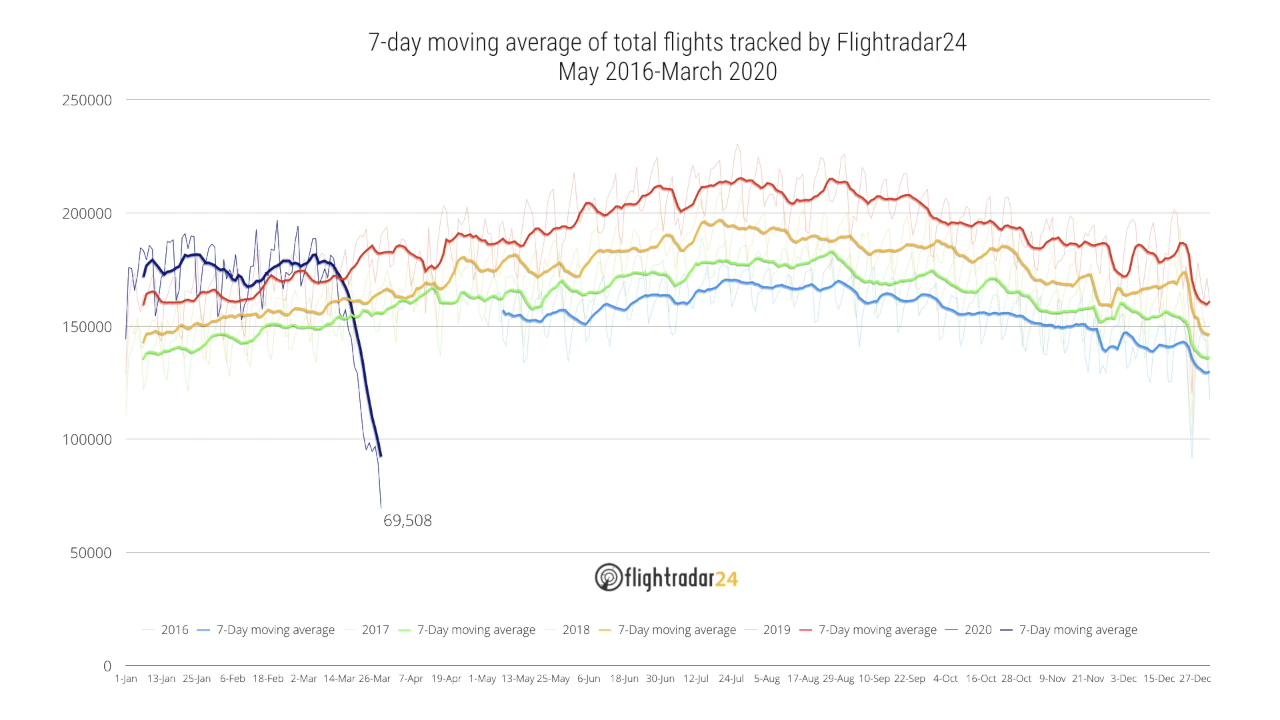 7-day moving average of total flights tracked by Flightradar24
May 2016-March 2020
250000
200000
150000
100000
50000
0
69,508
flightradar24
2016 7-Day moving average 2017 7-Day moving average 2018 7-Day moving average 2019 7-Day moving average 2020 7-Day moving average
1-Jan 13-Jan 25-Jan 6-Feb 18-Feb 2-Mar 14-Mar 26-Mar 7-Apr 19-Apr 1-May 13-May 25-May 6-Jun 18-Jun 30-Jun 12-Jul 24-Jul 5-Aug 17-Aug 29-Aug 10-Sep 22-Sep 4-Oct 16-Oct 28-Oct 9-Nov 21-Nov 3-Dec 15-Dec 27-Dec